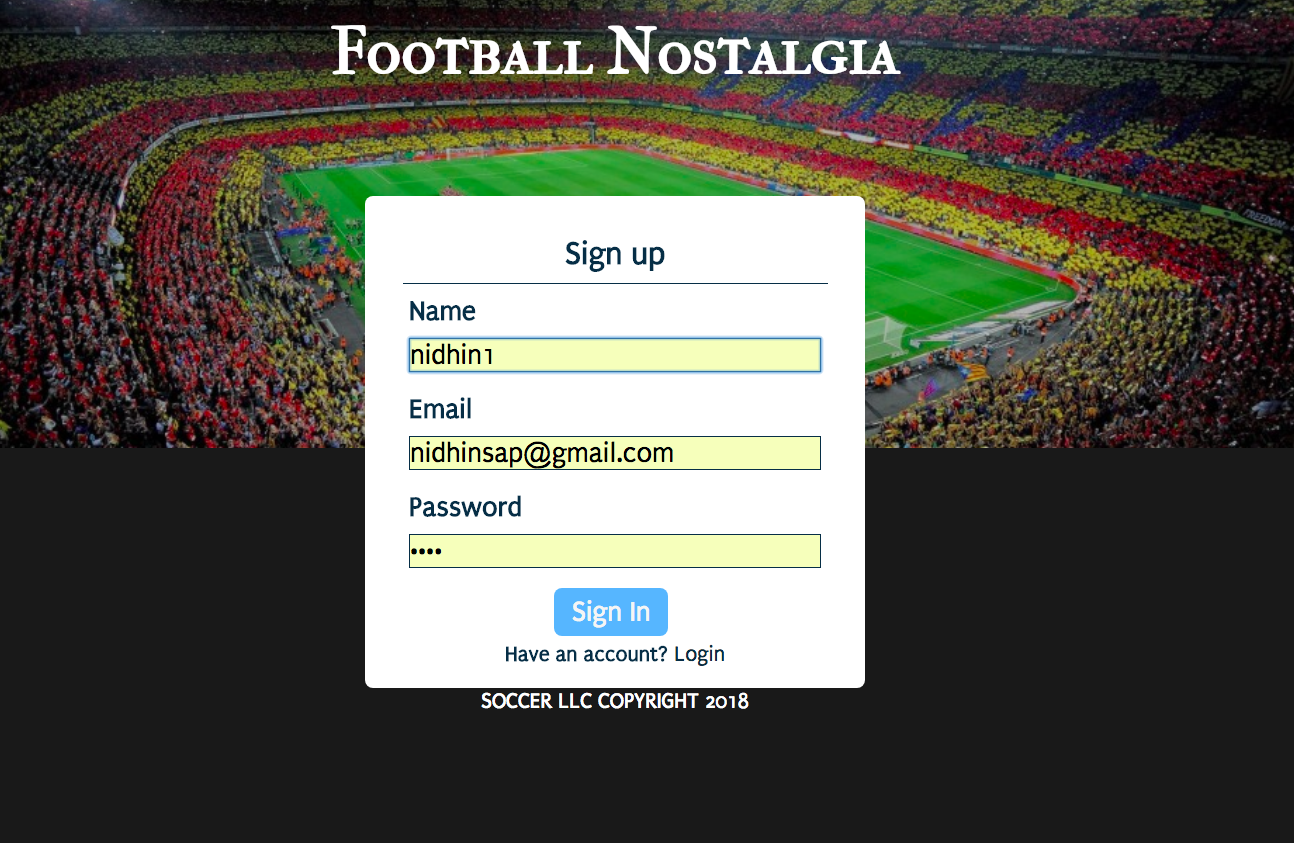 Football Nostalgia
FREEDOM
Sign up
Name
nidhin1
Email
nidhinsap@gmail.com
Password
••••
Sign In
Have an account? Login
SOCCER LLC COPYRIGHT 2018